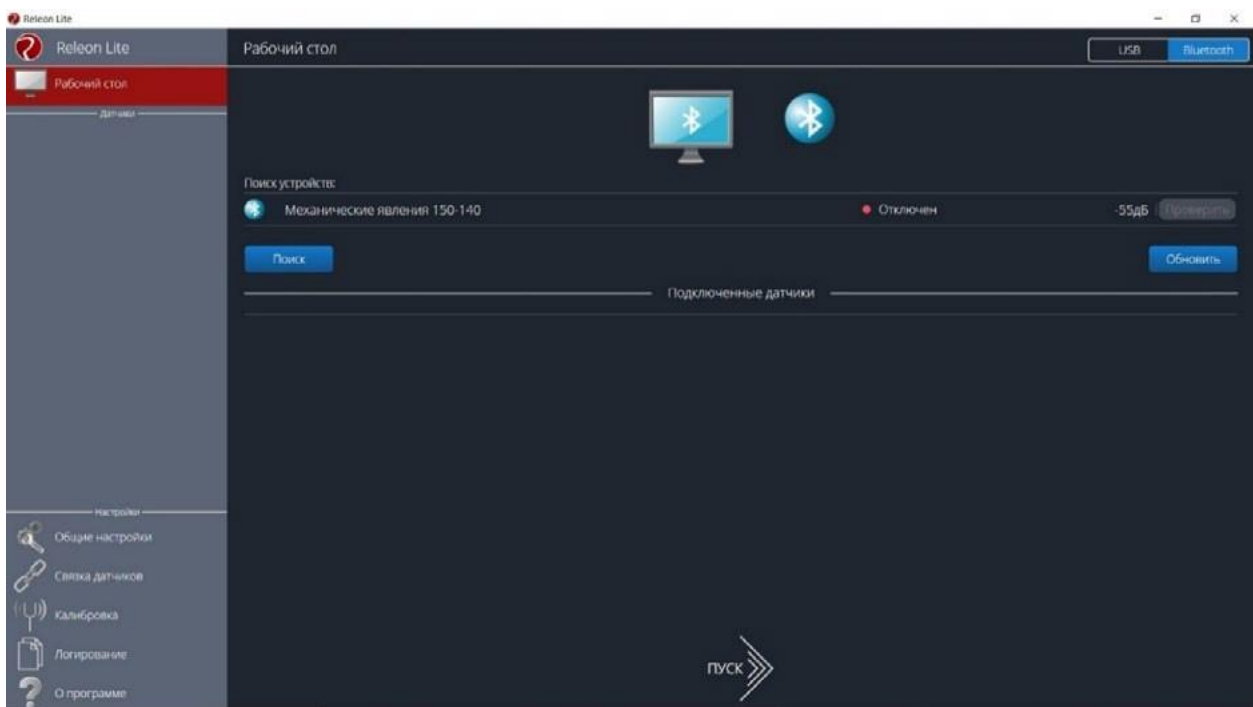 Releon Lite
Releon Lite
Рабочий стол
USB
Bluetooth
Рабочий стол
Датчики
Поиск устройств:
Механические явления 150-140
Отключен
-55дБ
Проверить
Поиск
Обновить
Подключенные датчики
Настройки
Общие настройки
Связка датчиков
Калибровка
Логирование
О программе
ПУСК